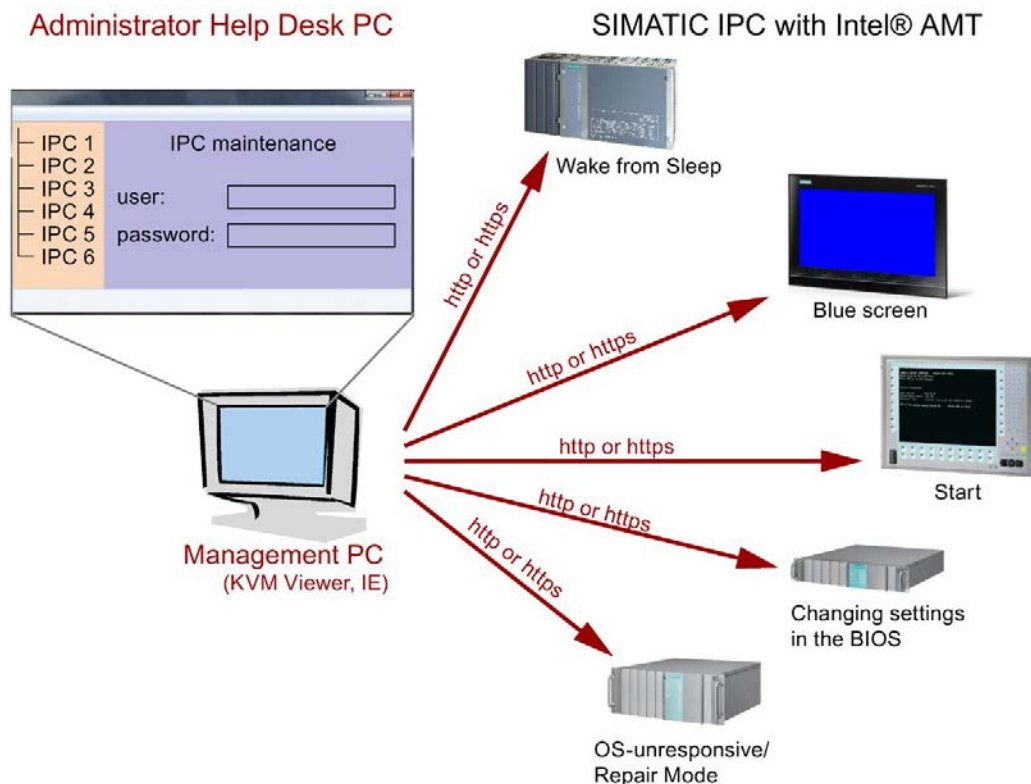 Administrator Help Desk PC
SIMATIC IPC with Intel® AMT
IPC 1
IPC 2
IPC 3
IPC 4
IPC 5
IPC 6
IPC maintenance
user:
password:
http or https
Wake from Sleep
http or https
Blue screen
http or https
Start
http or https
Changing settings
in the BIOS
http or https
OS-unresponsive/
Repair Mode
Management PC
(KVM Viewer, IE)